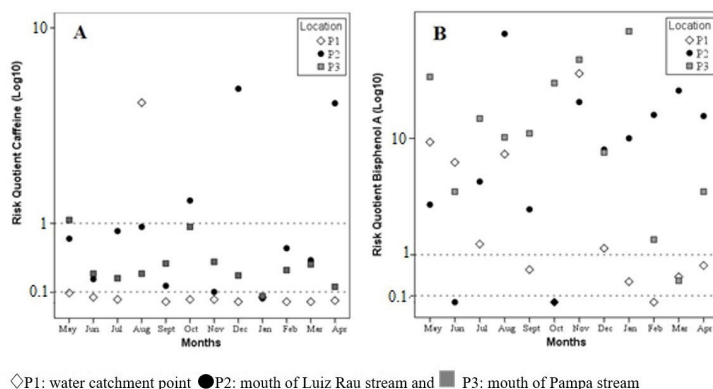 A
Risk Quotient Caffeine (Log10)
10
1
0.1
Location
P1
P2
P3
May Jun Jul Aug Sept Oct Nov Dec Jan Feb Mar Apr
Months
B
Risk Quotient Bisphenol A (Log10)
10
1
0.1
Location
P1
P2
P3
May Jun Jul Aug Sept Oct Nov Dec Jan Feb Mar Apr
Months
P1: water catchment point P2: mouth of Luiz Rau stream and P3: mouth of Pampa stream